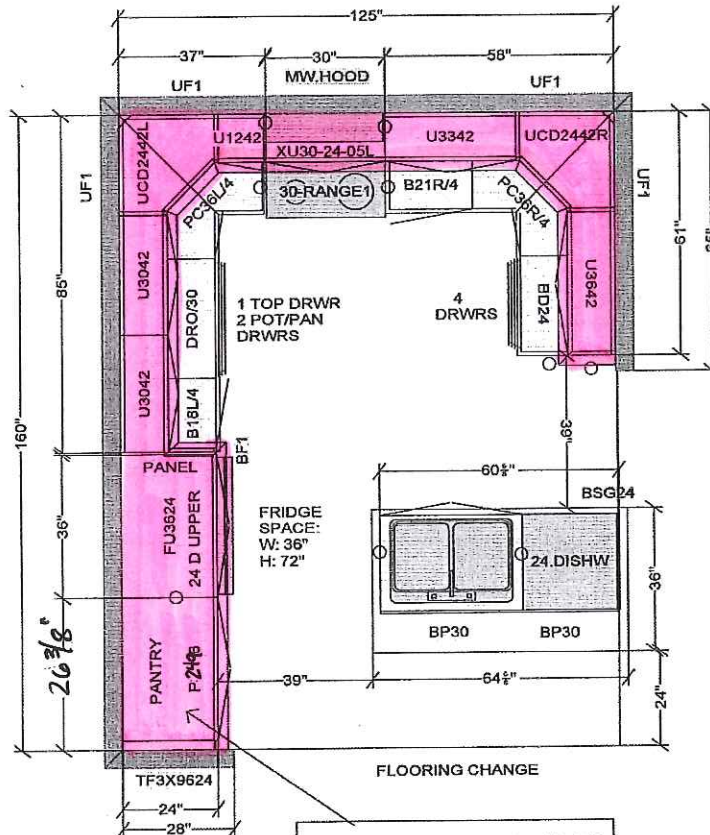 125"
37"
30"
58"
UF1
MW.HOOD
UF1
UCD2442L
U1242
XU30-24-05L
U3342
UCD2442R
PC36L/4
30-RANGE1
B21R/4
PC36R/4
UF1
UF1
85"
U3042
DRO/30
1 TOP DRWR
2 POT/PAN
DRWRS
4
DRWRS
BD24
U3642
61"
U3042
B18L/4
160"
39"
PANEL
BF1
60
BSG24
36"
FU3624
24 D UPPER
FRIDGE
SPACE:
W: 36"
H: 72"
24.DISHW
36"
BP30
BP30
26 3/8"
PANTRY
39"
64
24"
FLOORING CHANGE
TF3X9624
24"
28"